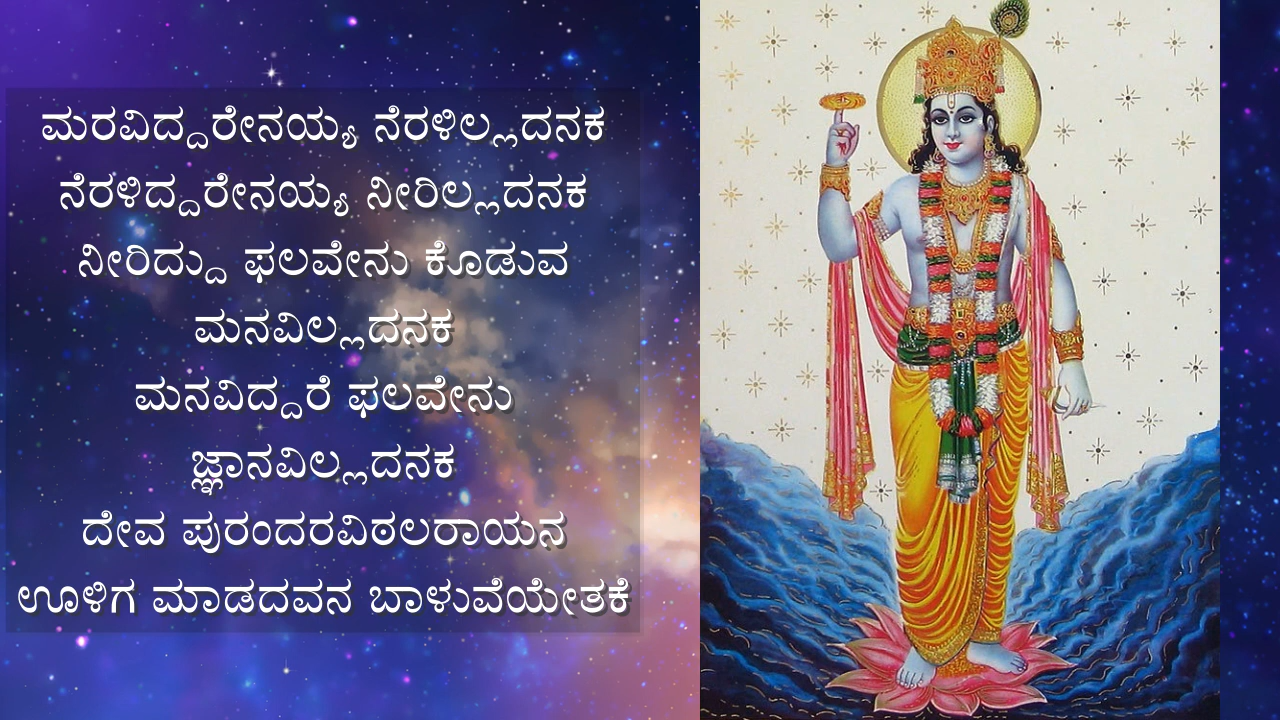 ಮರವಿದ್ದರೇನಯ್ಯ ನೆರಳಿಲ್ಲದನಕ
ನೆರಳಿದ್ದರೇನಯ್ಯ ನೀರಿಲ್ಲದನಕ
ನೀರಿದ್ದು ಫಲವೇನು ಕೊಡುವ
ಮನವಿಲ್ಲದನಕ
ಮನವಿದ್ದರೆ ಫಲವೇನು
ಜ್ಞಾನವಿಲ್ಲದನಕ
ದೇವ ಪುರಂದರವಿಠಲರಾಯನ
ಊಳಿಗ ಮಾಡದವನ ಬಾಳುವೆಯೇತಕೆ